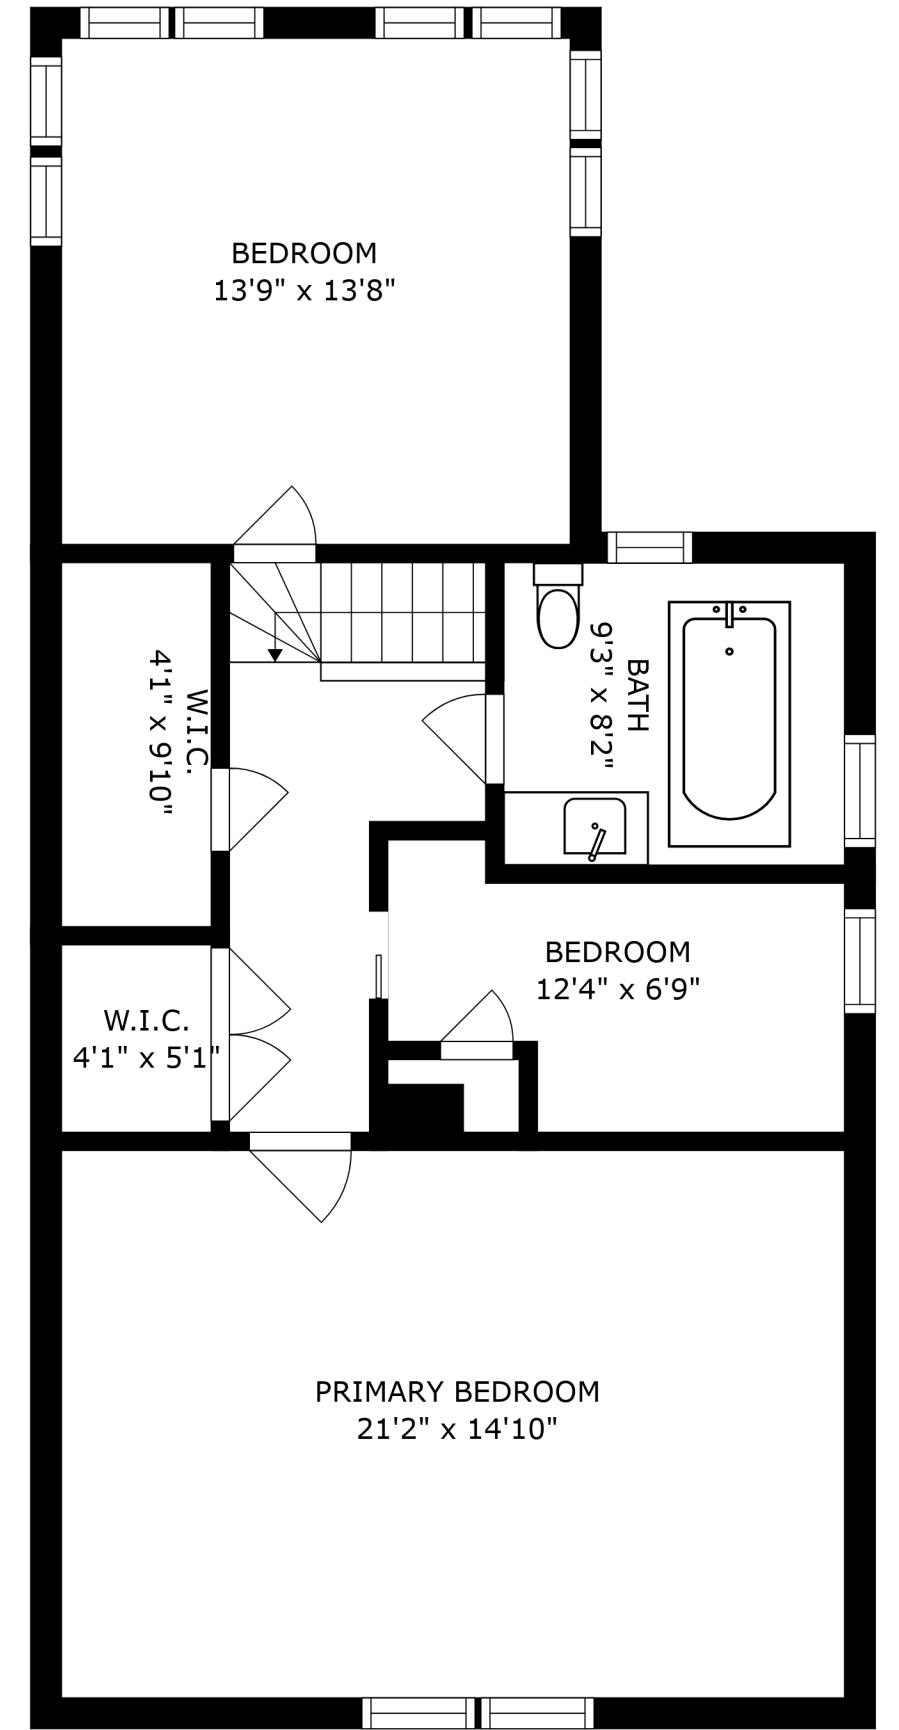 BEDROOM
13'9" x 13'8"
W.I.C.
4'1" x 9'10"
BATH
9'3" x 8'2"
BEDROOM
12'4" x 6'9"
W.I.C.
4'1" x 5'1"
PRIMARY BEDROOM
21'2" x 14'10"